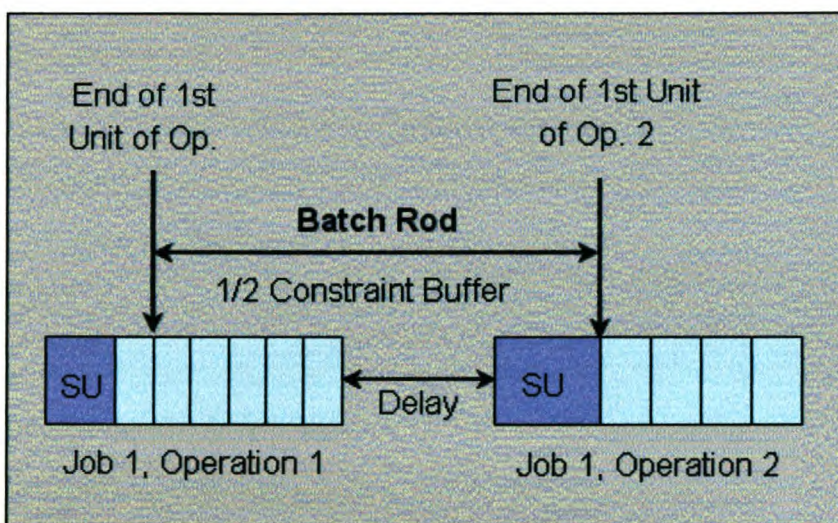 End of 1st
Unit of Op.
End of 1st Unit
of Op. 2
Batch Rod
1/2 Constraint Buffer
SU
Delay
SU
Job 1, Operation 1
Job 1, Operation 2